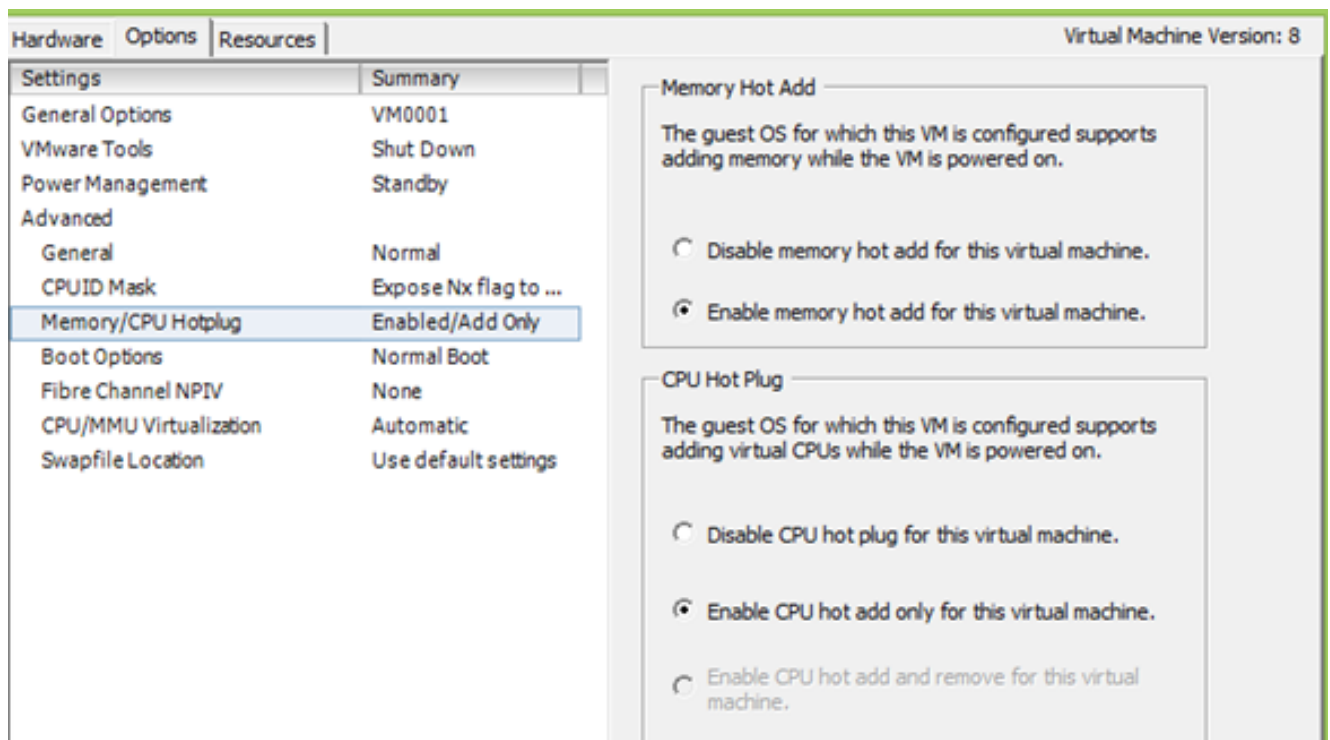 Hardware Options Resources Virtual Machine Version: 8
Settings Summary
General Options VM0001
VMware Tools Shut Down
Power Management Standby
Advanced
General Normal
CPUID Mask Expose Nx flag to ...
Memory/CPU Hotplug Enabled/Add Only
Boot Options Normal Boot
Fibre Channel NPIV None
CPU/MMU Virtualization Automatic
Swapfile Location Use default settings
Memory Hot Add
The guest OS for which this VM is configured supports
adding memory while the VM is powered on.
Disable memory hot add for this virtual machine.
Enable memory hot add for this virtual machine.
CPU Hot Plug
The guest OS for which this VM is configured supports
adding virtual CPUs while the VM is powered on.
Disable CPU hot plug for this virtual machine.
Enable CPU hot add only for this virtual machine.
Enable CPU hot add and remove for this virtual
machine.